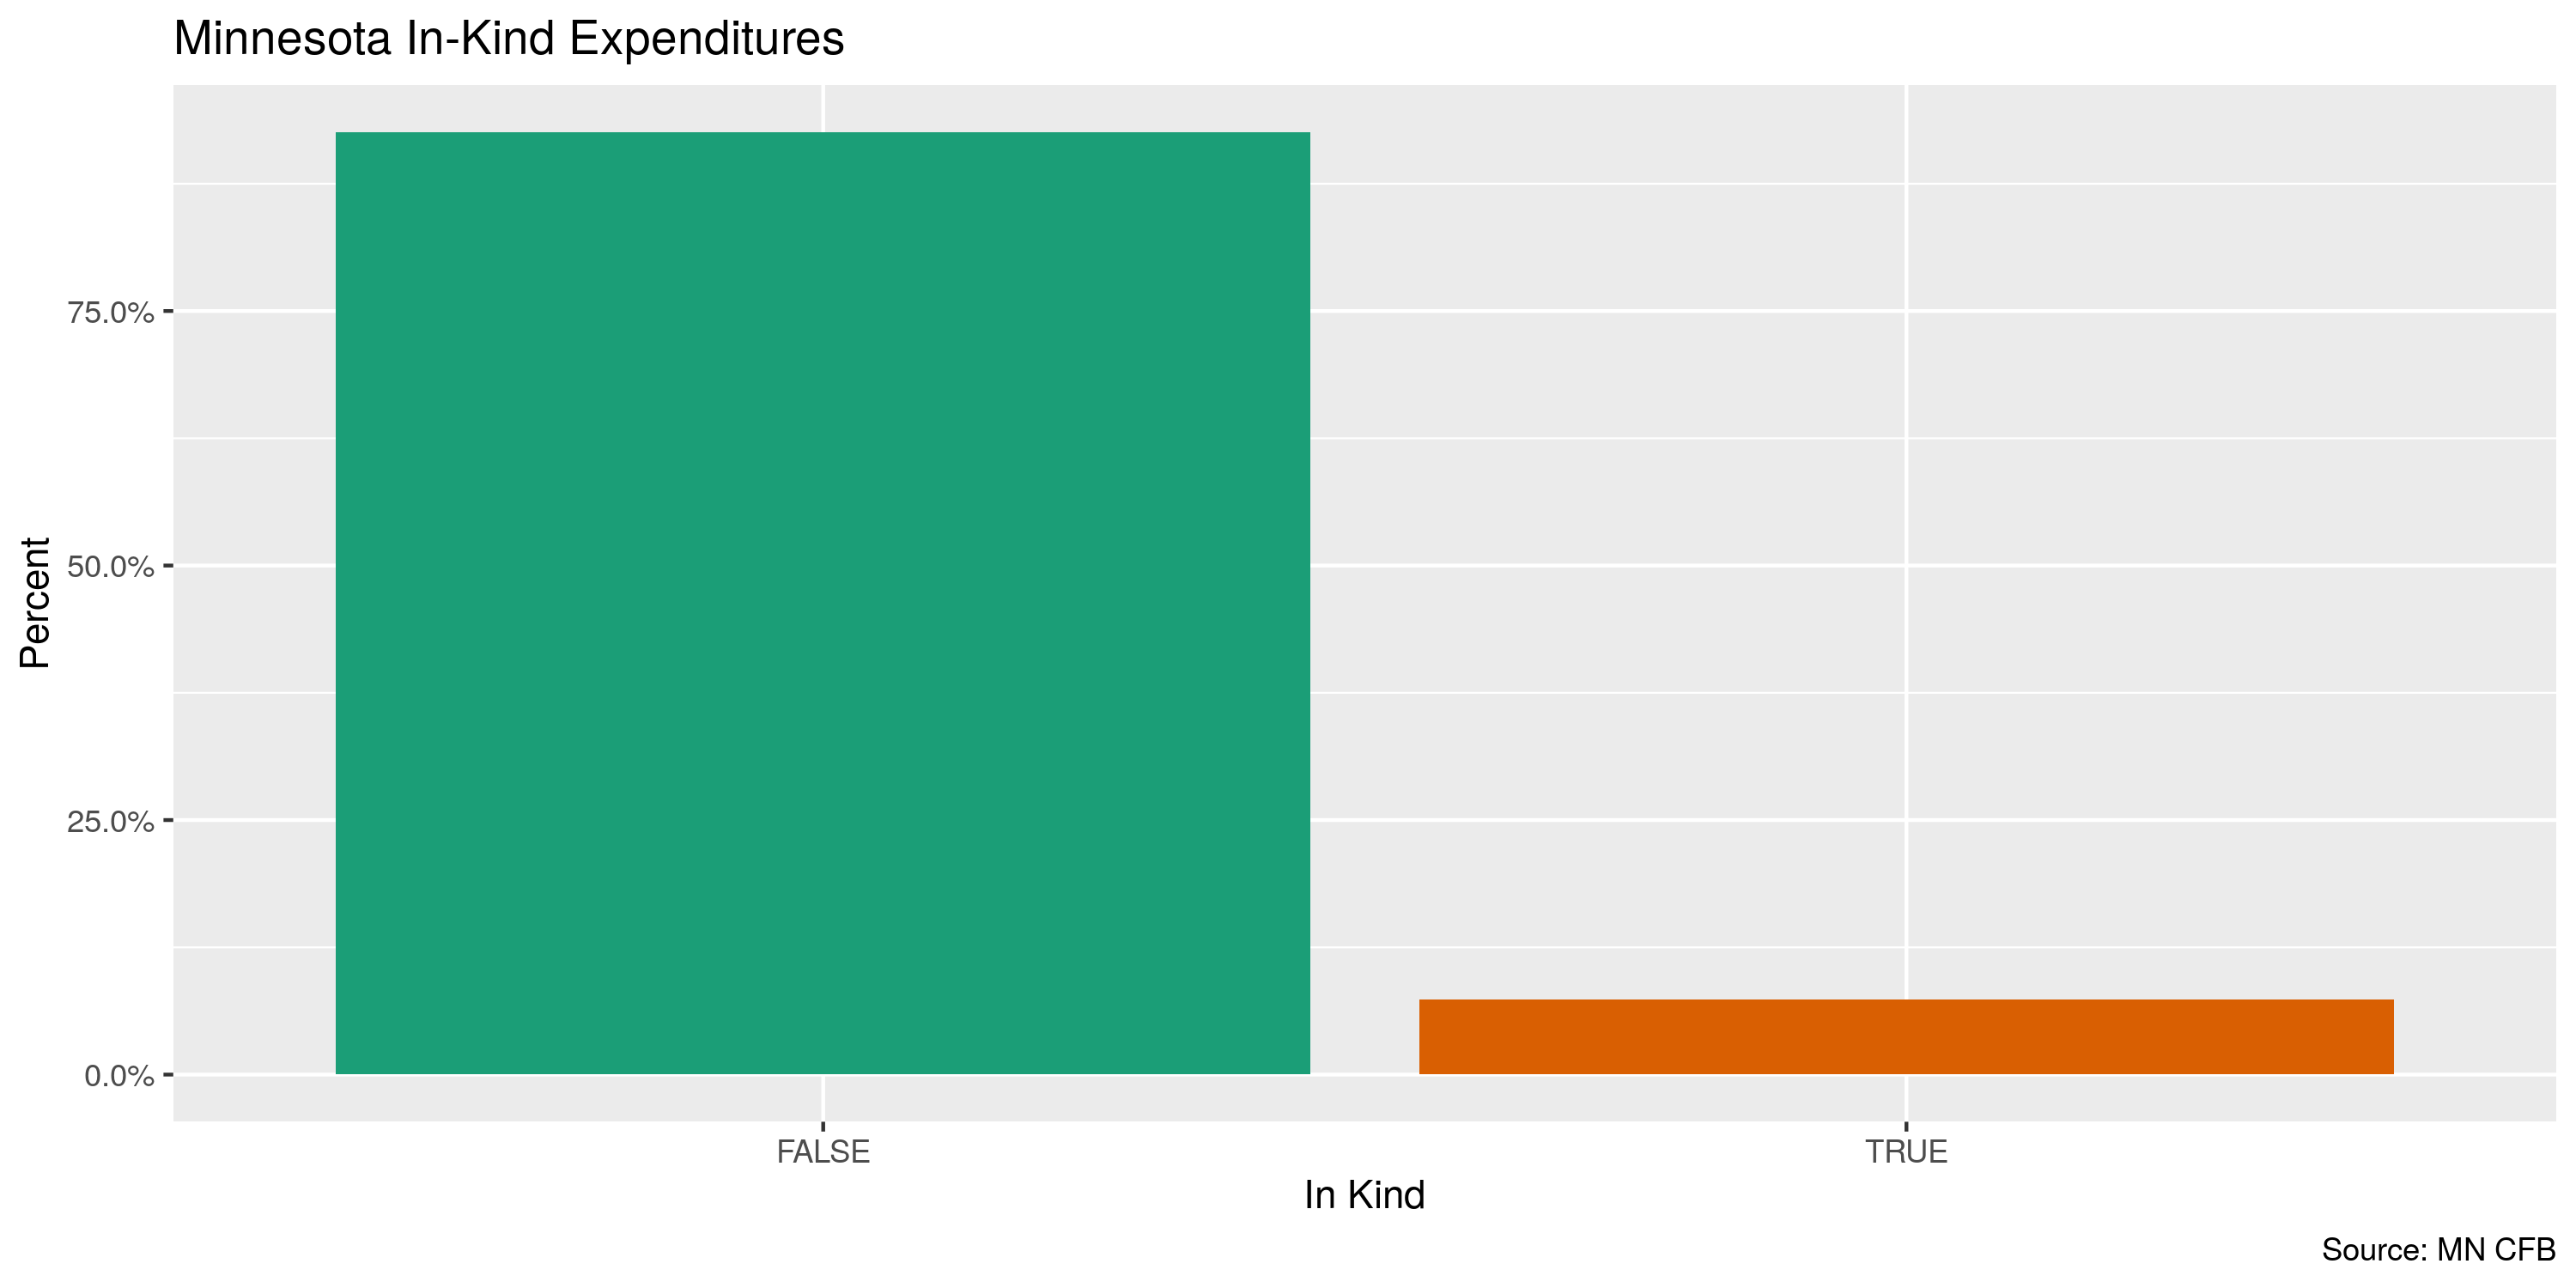 Minnesota In-Kind Expenditures
Percent
75.0%
50.0%
25.0%
0.0%
FALSE
TRUE
In Kind
Source: MN CFB